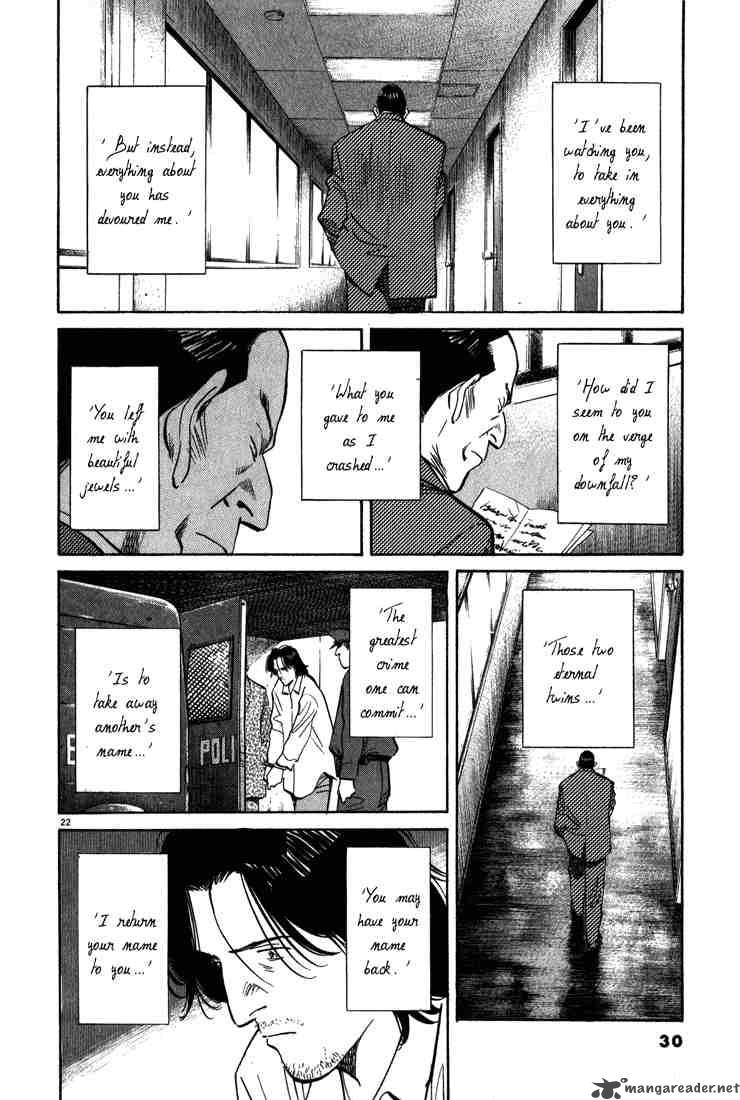 'I've been
watching you,
to take in
everything
about you.'
'But instead,
everything about
you has
devoured me.'
'How did I
seem to you
on the verge
of my
downfall?'
'What you
gave to me
as I
crashed...'
'You left
me with
beautiful
jewels...'
'Those two
eternal
twins...'
'The
greatest
crime
one can
commit...'
'Is to
take away
another's
name...'
POLI
22
'You may
have your
name
back.'
'I return
your name
to you...'
30
mangareader.net